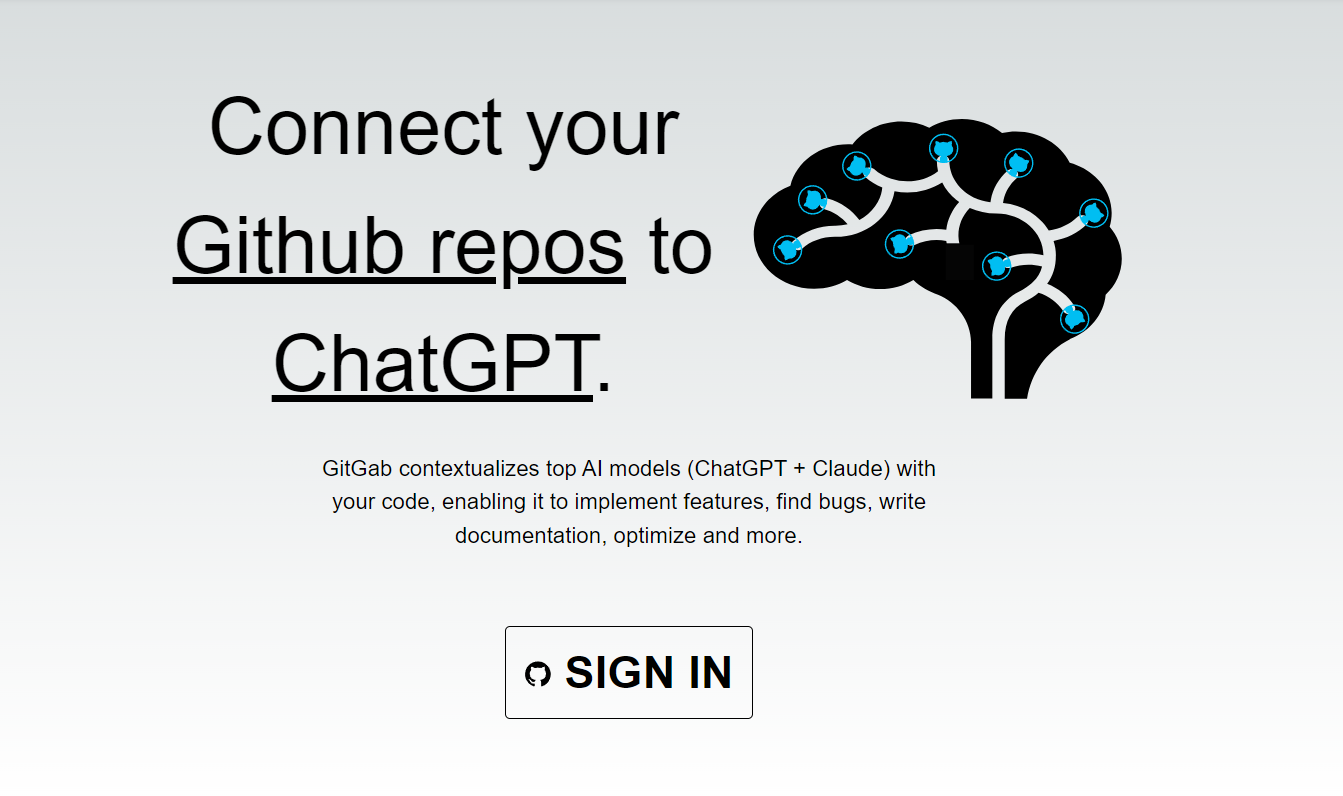 Connect your
Github repos to
ChatGPT.
GitGab contextualizes top AI models (ChatGPT + Claude) with
your code, enabling it to implement features, find bugs, write
documentation, optimize and more.
SIGN IN